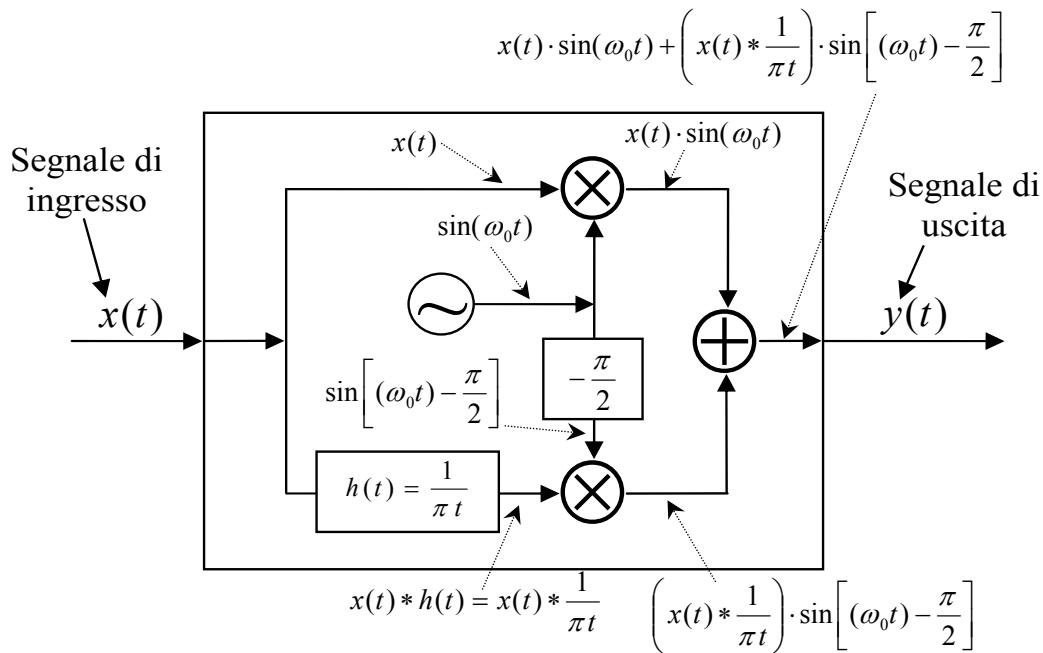 x(t)·sin(ω₀t) + (x(t) * 1/(πt))·sin[(ω₀t) − π/2]
Segnale di
ingresso
x(t)
x(t)
x(t)·sin(ω₀t)
Segnale di
uscita
sin(ω₀t)
y(t)
sin[(ω₀t) − π/2]
− π/2
h(t) = 1/(π t)
x(t) * h(t) = x(t) * 1/(πt)
(x(t) * 1/(πt))·sin[(ω₀t) − π/2]